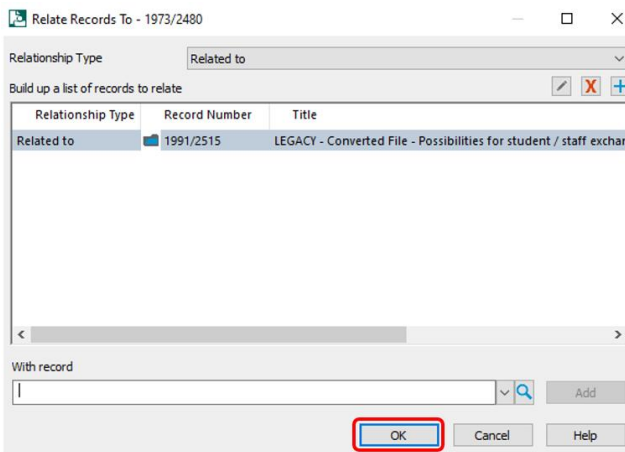 Relate Records To - 1973/2480
Relationship Type Related to
Build up a list of records to relate
Relationship Type Record Number Title
Related to 1991/2515 LEGACY - Converted File - Possibilities for student / staff exchar
With record
Add
OK Cancel Help